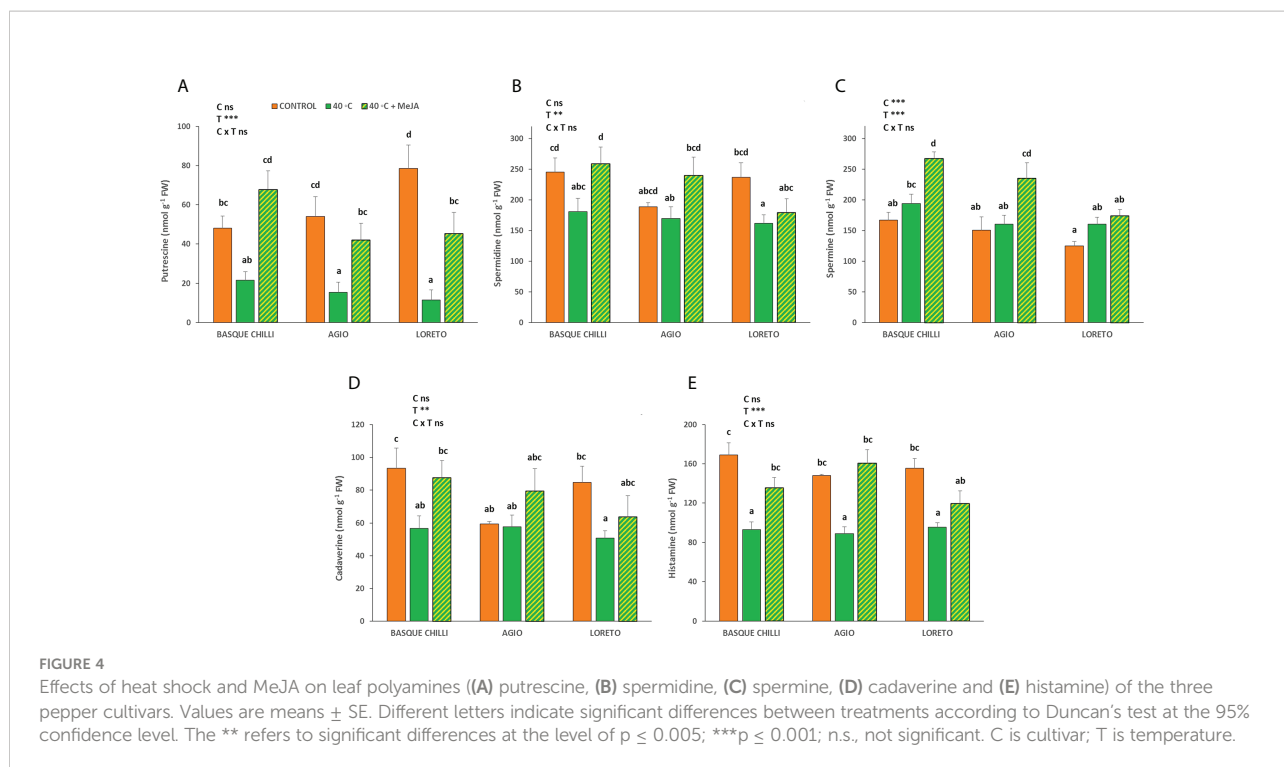 A
C ns
T ***
C x T ns
CONTROL 40 ◦C 40 ◦C + MeJA
Putrescine (nmol g⁻¹ FW)
100
80
60
40
20
0
bc ab cd cd a bc d a bc
BASQUE CHILLI AGIO LORETO
B
C ns
T **
C x T ns
Spermidine (nmol g⁻¹ FW)
300
250
200
150
100
50
0
cd abc d abcd ab bcd bcd a abc
BASQUE CHILLI AGIO LORETO
C
C ***
T ***
C x T ns
Spermine (nmol g⁻¹ FW)
300
250
200
150
100
50
0
ab bc d ab ab cd a ab ab
BASQUE CHILLI AGIO LORETO
D
C ns
T **
C x T ns
Cadaverine (nmol g⁻¹ FW)
120
100
80
60
40
20
0
c ab bc ab ab abc bc a abc
BASQUE CHILLI AGIO LORETO
E
C ns
T ***
C x T ns
Histamine (nmol g⁻¹ FW)
200
160
120
80
40
0
c a bc bc a bc bc a ab
BASQUE CHILLI AGIO LORETO
FIGURE 4
Effects of heat shock and MeJA on leaf polyamines ((A) putrescine, (B) spermidine, (C) spermine, (D) cadaverine and (E) histamine) of the three
pepper cultivars. Values are means ± SE. Different letters indicate significant differences between treatments according to Duncan's test at the 95%
confidence level. The ** refers to significant differences at the level of p ≤ 0.005; ***p ≤ 0.001; n.s., not significant. C is cultivar; T is temperature.